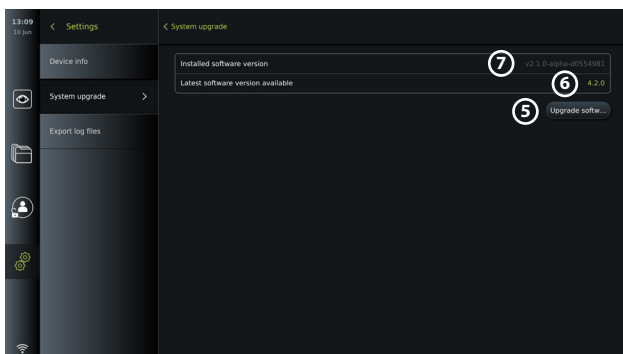 13:09
10 Jun
Settings
System upgrade
Device info
System upgrade
Export log files
Installed software version
7
v2.1.0-alpha-d0554981
Latest software version available
6
4.2.0
5
Upgrade softw...